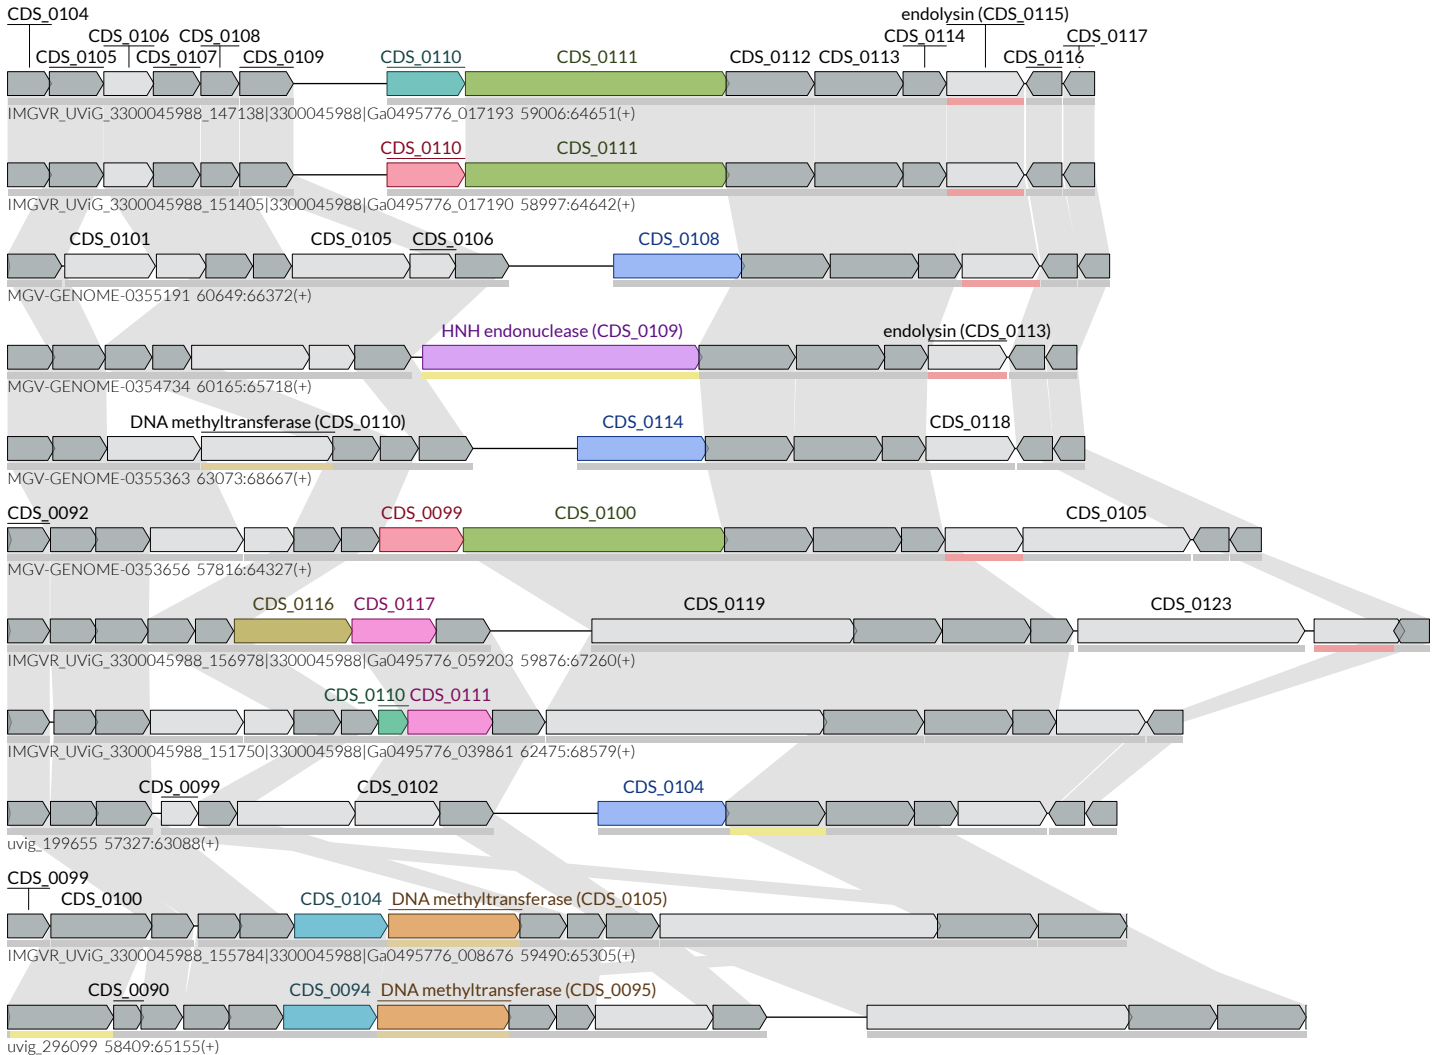 CDS_0104
endolysin (CDS_0115)
CDS_0106 CDS_0108 CDS_0114 CDS_0117
CDS_0105 CDS_0107 CDS_0109 CDS_0110 CDS_0111 CDS_0112 CDS_0113 CDS_0116
IMGVR_UViG_3300045988_147138|3300045988|Ga0495776_017193 59006:64651(+)
CDS_0110 CDS_0111
IMGVR_UViG_3300045988_151405|3300045988|Ga0495776_017190 58997:64642(+)
CDS_0101 CDS_0105 CDS_0106 CDS_0108
MGV-GENOME-0355191 60649:66372(+)
HNH endonuclease (CDS_0109) endolysin (CDS_0113)
MGV-GENOME-0354734 60165:65718(+)
DNA methyltransferase (CDS_0110) CDS_0114 CDS_0118
MGV-GENOME-0355363 63073:68667(+)
CDS_0092 CDS_0099 CDS_0100 CDS_0105
MGV-GENOME-0353656 57816:64327(+)
CDS_0116 CDS_0117 CDS_0119 CDS_0123
IMGVR_UViG_3300045988_156978|3300045988|Ga0495776_059203 59876:67260(+)
CDS_0110 CDS_0111
IMGVR_UViG_3300045988_151750|3300045988|Ga0495776_039861 62475:68579(+)
CDS_0099 CDS_0102 CDS_0104
uvig_199655 57327:63088(+)
CDS_0099
CDS_0100 CDS_0104 DNA methyltransferase (CDS_0105)
IMGVR_UViG_3300045988_155784|3300045988|Ga0495776_008676 59490:65305(+)
CDS_0090 CDS_0094 DNA methyltransferase (CDS_0095)
uvig_296099 58409:65155(+)